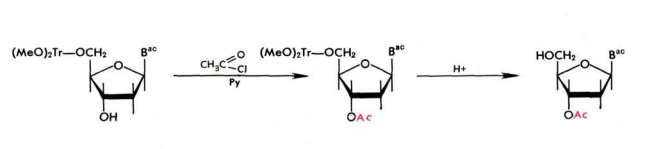 (MeO)₂Tr—OCH₂
Bᵃᶜ
O
OH
CH₃C
O
Cl
Py
(MeO)₂Tr—OCH₂
Bᵃᶜ
O
OAc
H+
HOCH₂
Bᵃᶜ
O
OAc